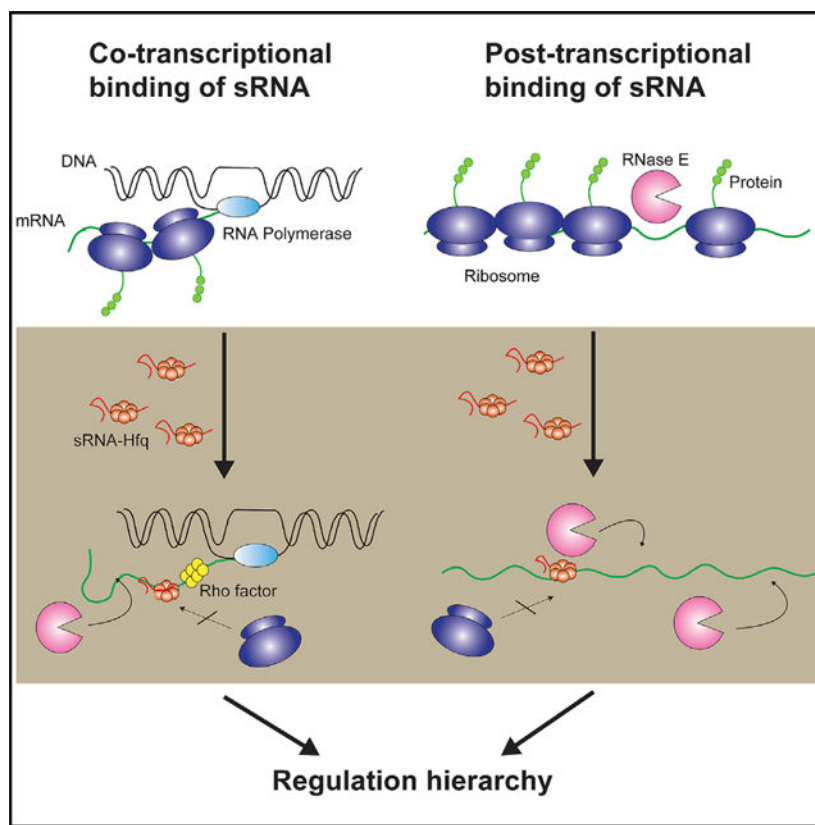 Co-transcriptional
binding of sRNA
Post-transcriptional
binding of sRNA
DNA
mRNA
RNA Polymerase
RNase E
Protein
Ribosome
sRNA-Hfq
Rho factor
Regulation hierarchy